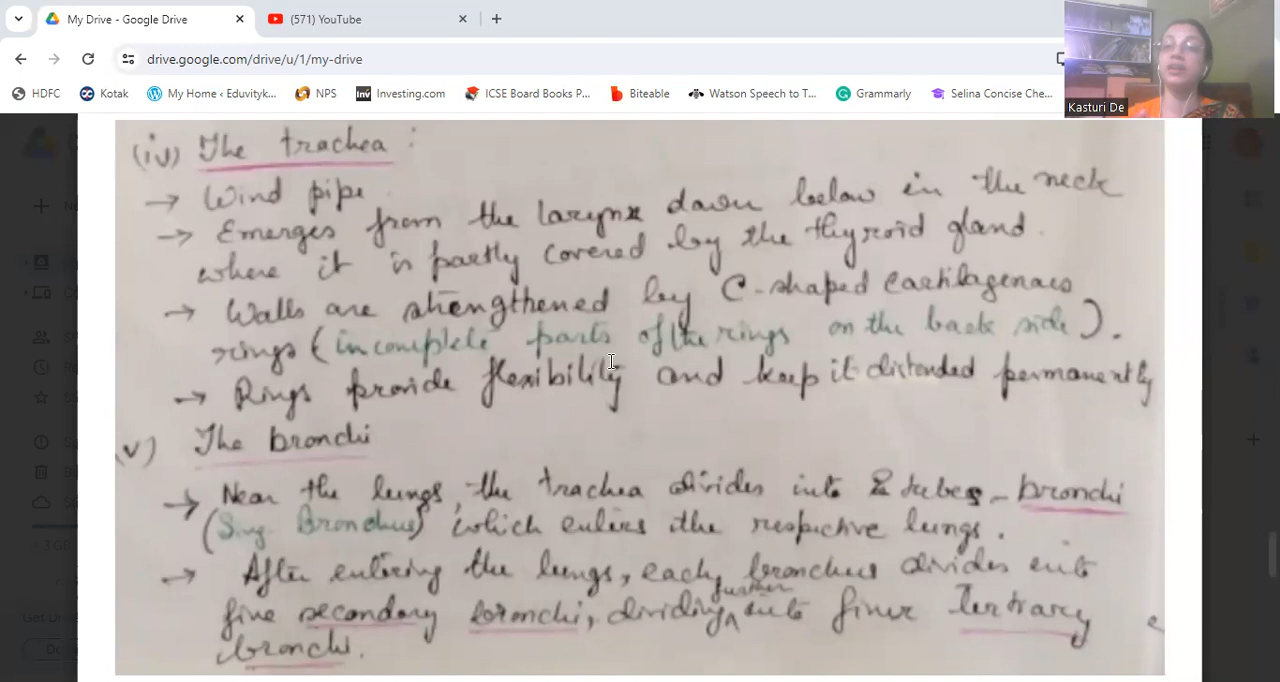 My Drive - Google Drive
(571) YouTube
drive.google.com/drive/u/1/my-drive
HDFC
Kotak
My Home ‹ Eduvityk...
NPS
Inv Investing.com
ICSE Board Books P...
Biteable
Watson Speech to T...
Grammarly
Selina Concise Che...
Kasturi De
(iv) The trachea :
→ Wind pipe
→ Emerges from the larynx down below in the neck
where it is partly covered by the thyroid gland.
→ Walls are strengthened by C-shaped Cartilagenous
rings (incomplete parts of the rings on the back side).
→ Rings provide flexibility and keep it distended permanently
(v) The bronchi
→ Near the lungs, the trachea divides into 2 tubes - bronchi
(Sing. Bronchus) which enters the respective lungs.
→ After entering the lungs, each bronchus divides into
further
fine secondary bronchi, dividing ^ into finer Tertrary
bronchi.